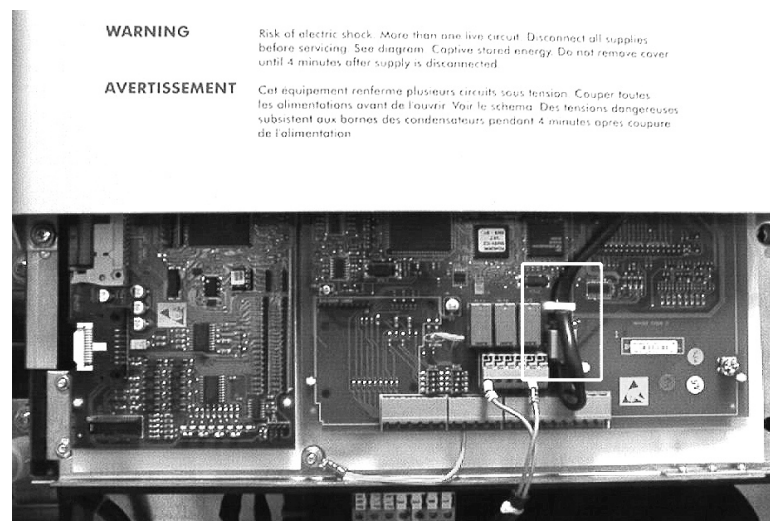 WARNING
Risk of electric shock. More than one live circuit. Disconnect all supplies
before servicing. See diagram. Captive stored energy. Do not remove cover
until 4 minutes after supply is disconnected
AVERTISSEMENT
Cet équipement renferme plusieurs circuits sous tension. Couper toutes
les alimentations avant de l'ouvrir. Voir le schema. Des tensions dangereuses
subsistent aux bornes des condensateurs pendant 4 minutes apres coupure
de l'alimentation